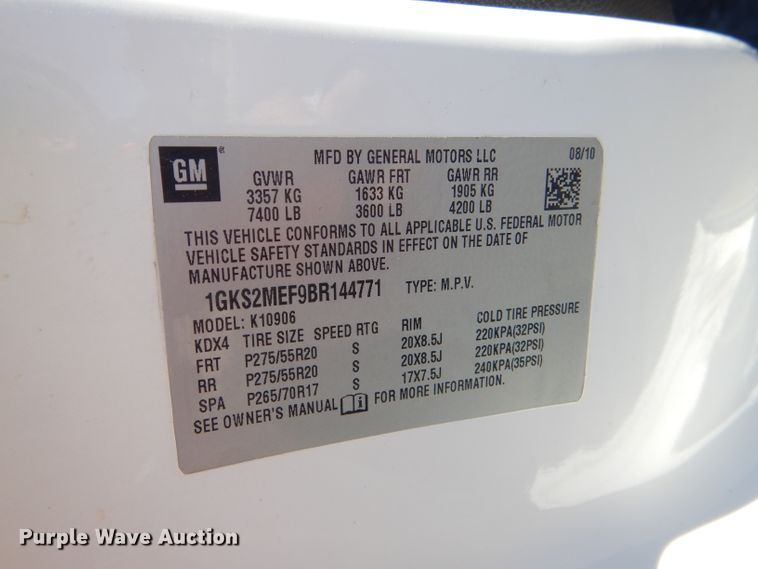 GM ®
MFD BY GENERAL MOTORS LLC 08/10
GVWR GAWR FRT GAWR RR
3357 KG 1633 KG 1905 KG
7400 LB 3600 LB 4200 LB
THIS VEHICLE CONFORMS TO ALL APPLICABLE U.S. FEDERAL MOTOR
VEHICLE SAFETY STANDARDS IN EFFECT ON THE DATE OF
MANUFACTURE SHOWN ABOVE.
1GKS2MEF9BR144771 TYPE: M.P.V.
MODEL: K10906
KDX4 TIRE SIZE SPEED RTG RIM COLD TIRE PRESSURE
FRT P275/55R20 S 20X8.5J 220KPA(32PSI)
RR P275/55R20 S 20X8.5J 220KPA(32PSI)
SPA P265/70R17 S 17X7.5J 240KPA(35PSI)
SEE OWNER'S MANUAL FOR MORE INFORMATION.
Purple Wave Auction